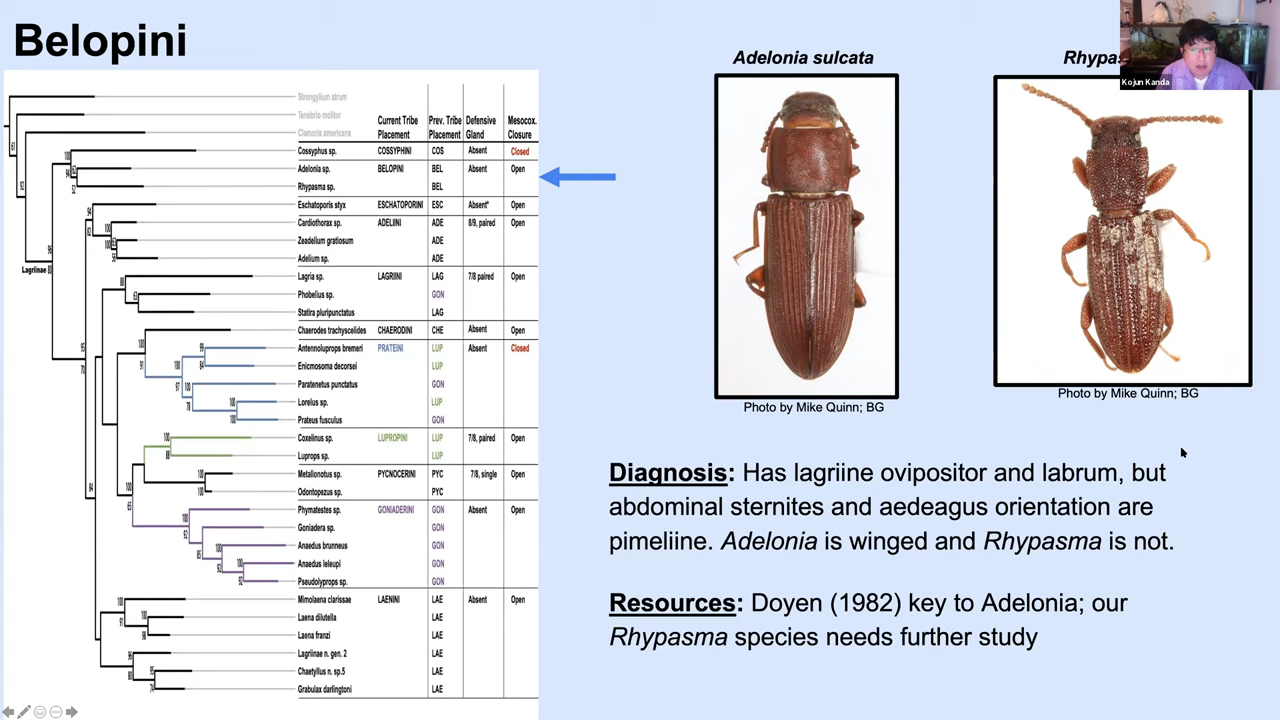 Belopini
Strongylium atrum
Tenebrio molitor
Clamoris americana
Current Tribe Placement Prev. Tribe Placement Defensive Gland Mesocox. Closure
Cossyphus sp. COSSYPHINI COS Absent Closed
Adelonia sp. BELOPINI BEL Absent Open
Rhypasma sp. BEL
Eschatoporis styx ESCHATOPORINI ESC Absent* Open
Cardiothorax sp. ADELIINI ADE 8/9, paired Open
Zeadelium gratiosum ADE
Adelium sp. ADE
Lagriinae
Lagria sp. LAGRIINI LAG 7/8 paired Open
Phobelius sp. GON
Statira pluripunctatus LAG
Chaerodes trachyscelides CHAERODINI CHE Absent Open
Antennoluprops bremeri PRATEINI LUP Absent Closed
Enicmosoma decorsei LUP
Paratenetus punctatus GON
Lorelus sp. LUP
Prateus fusculus GON
Coxelinus sp. LUPROPINI LUP 7/8, paired Open
Luprops sp. LUP
Metallonotus sp. PYCNOCERINI PYC 7/8, single Open
Odontopezus sp. PYC
Phymatestes sp. GONIADERINI GON Absent Open
Goniadera sp. GON
Anaedus brunneus GON
Anaedus leleupi GON
Pseudolyprops sp. GON
Mimolaena clarissae LAENINI LAE Absent Open
Laena dilutella LAE
Laena franzi LAE
Lagriinae n. gen. 2 LAE
Chaetyllus n. sp.5 LAE
Grabulax darlingtoni LAE
Adelonia sulcata
Photo by Mike Quinn; BG
Rhypas
Kojun Kanda
Photo by Mike Quinn; BG
Diagnosis: Has lagriine ovipositor and labrum, but
abdominal sternites and aedeagus orientation are
pimeliine. Adelonia is winged and Rhypasma is not.
Resources: Doyen (1982) key to Adelonia; our
Rhypasma species needs further study